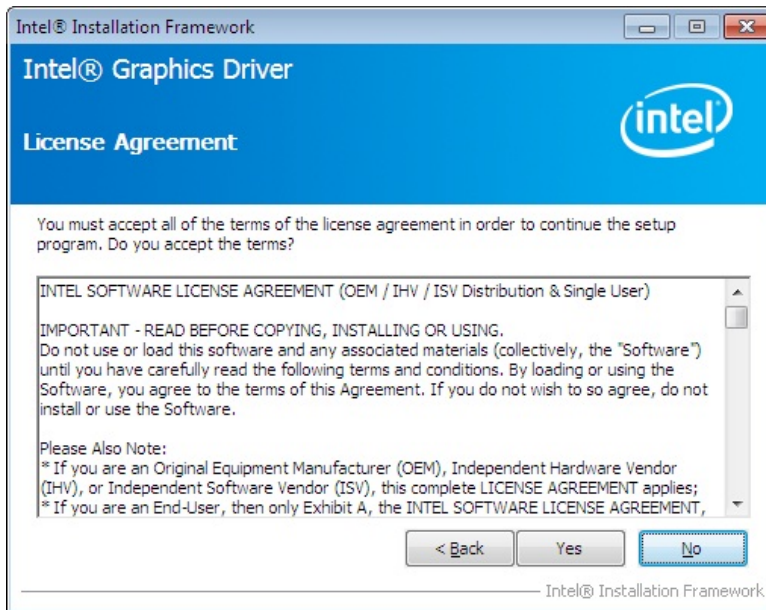 Intel® Installation Framework
Intel® Graphics Driver
License Agreement
intel
You must accept all of the terms of the license agreement in order to continue the setup
program. Do you accept the terms?
INTEL SOFTWARE LICENSE AGREEMENT (OEM / IHV / ISV Distribution & Single User)
IMPORTANT - READ BEFORE COPYING, INSTALLING OR USING.
Do not use or load this software and any associated materials (collectively, the "Software")
until you have carefully read the following terms and conditions. By loading or using the
Software, you agree to the terms of this Agreement. If you do not wish to so agree, do not
install or use the Software.
Please Also Note:
* If you are an Original Equipment Manufacturer (OEM), Independent Hardware Vendor
(IHV), or Independent Software Vendor (ISV), this complete LICENSE AGREEMENT applies;
* If you are an End-User, then only Exhibit A, the INTEL SOFTWARE LICENSE AGREEMENT,
< Back
Yes
No
Intel® Installation Framework